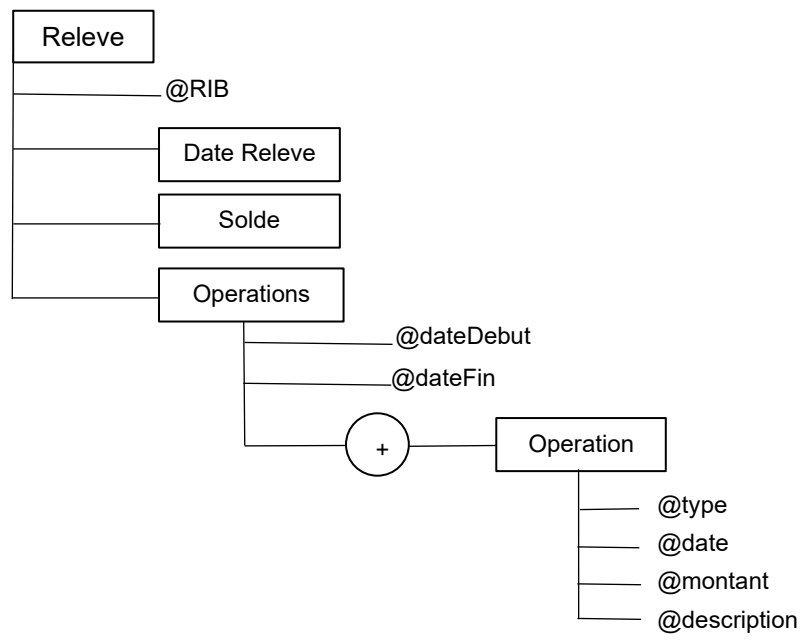 Releve
@RIB
Date Releve
Solde
Operations
@dateDebut
@dateFin
+
Operation
@type
@date
@montant
@description